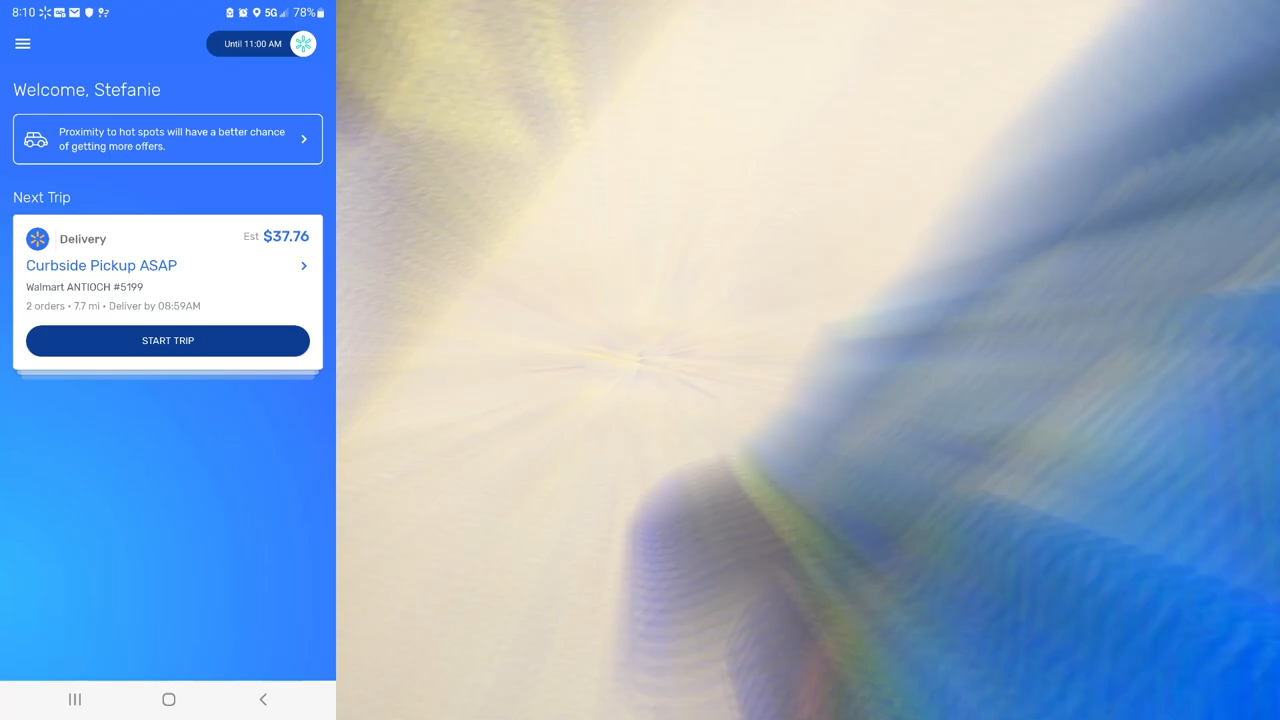 8:10 5G 78%
Until 11:00 AM
Welcome, Stefanie
Proximity to hot spots will have a better chance
of getting more offers.
Next Trip
Delivery Est $37.76
Curbside Pickup ASAP
Walmart ANTIOCH #5199
2 orders • 7.7 mi • Deliver by 08:59AM
START TRIP